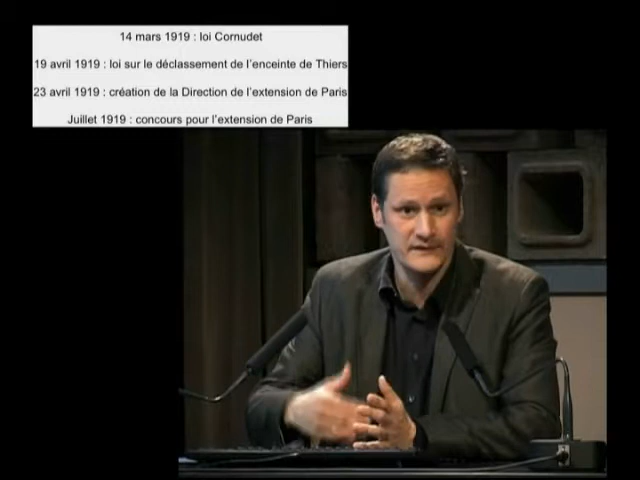 14 mars 1919 : loi Cornudet
19 avril 1919 : loi sur le déclassement de l'enceinte de Thiers
23 avril 1919 : création de la Direction de l'extension de Paris
Juillet 1919 : concours pour l'extension de Paris